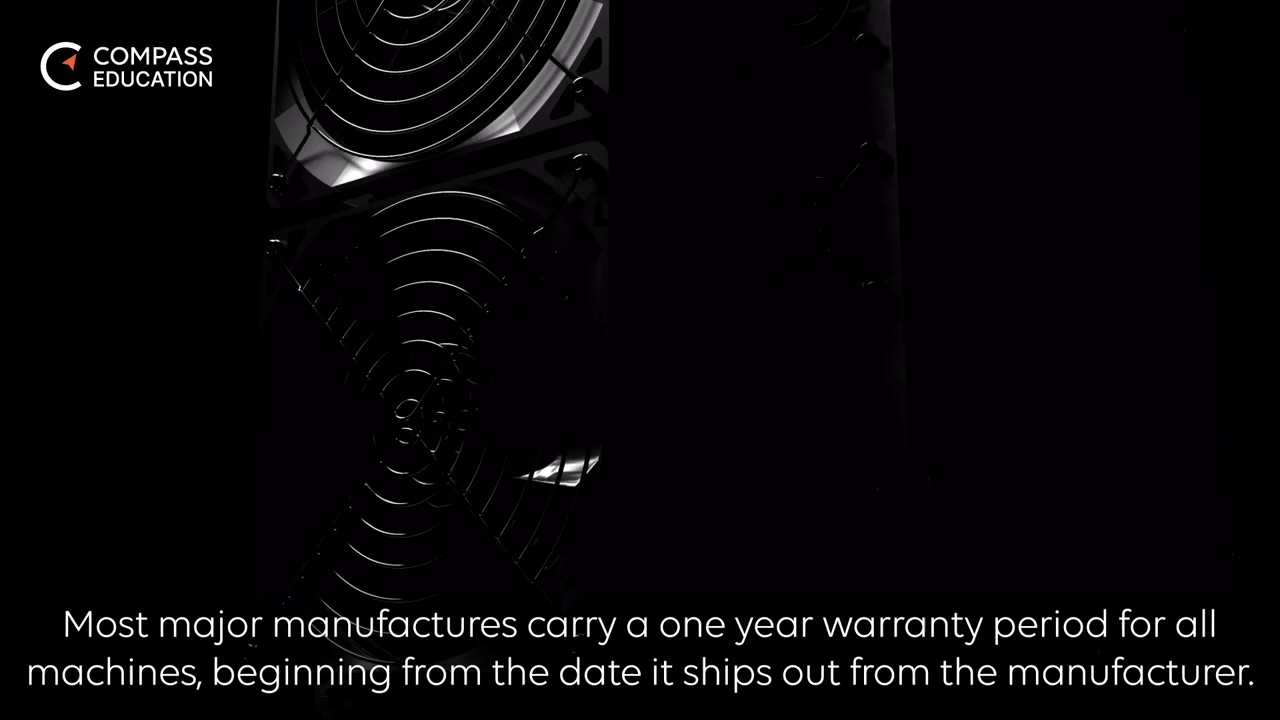 COMPASS
EDUCATION
Most major manufactures carry a one year warranty period for all
machines, beginning from the date it ships out from the manufacturer.